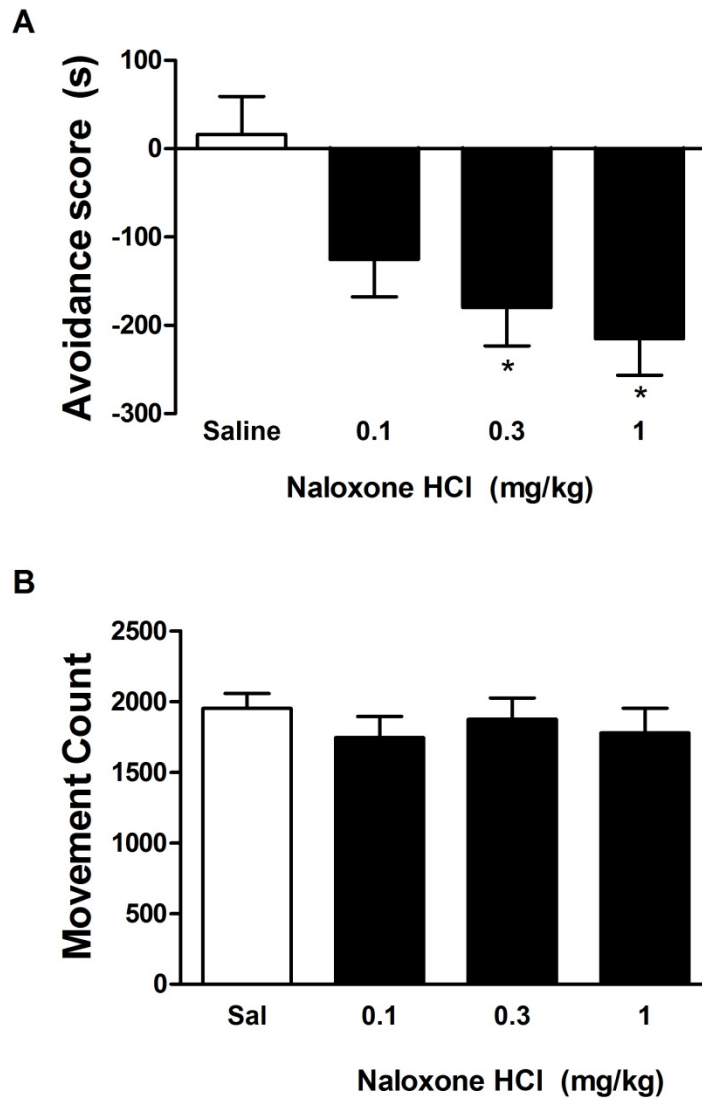 A
Avoidance score (s)
100
0
-100
-200
-300
*
*
Saline 0.1 0.3 1
Naloxone HCl (mg/kg)
B
Movement Count
2500
2000
1500
1000
500
0
Sal 0.1 0.3 1
Naloxone HCl (mg/kg)